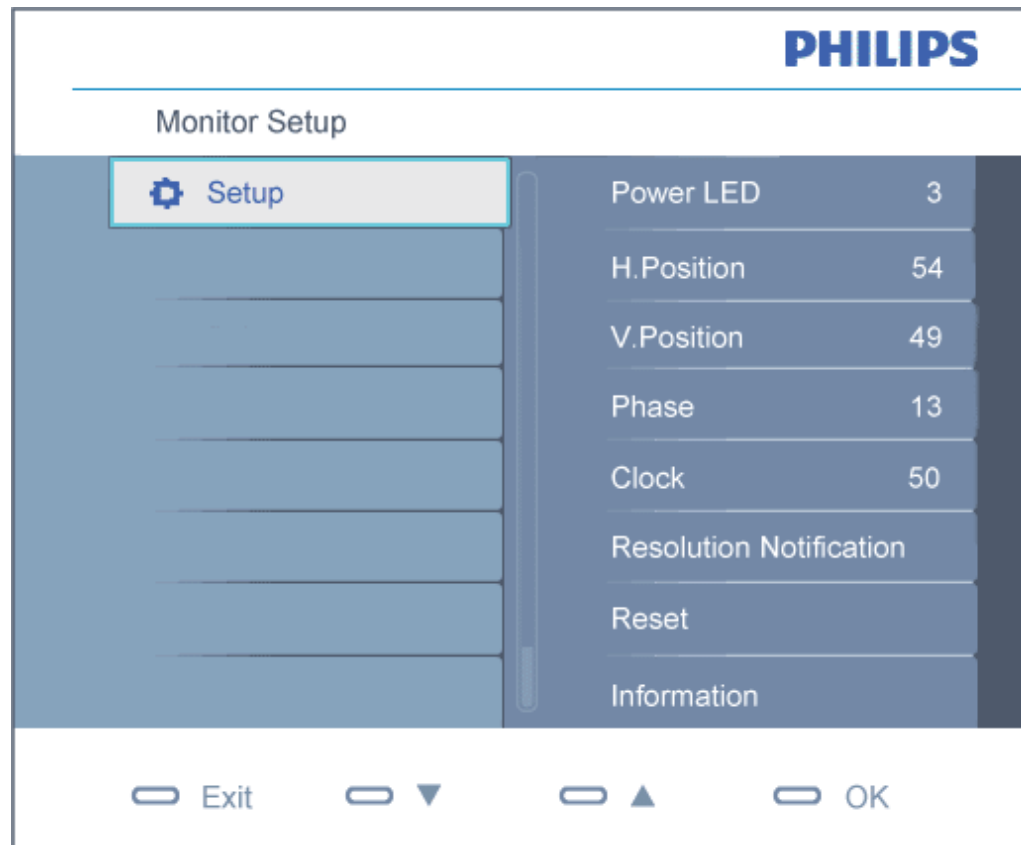 PHILIPS
Monitor Setup
Setup
Power LED 3
H.Position 54
V.Position 49
Phase 13
Clock 50
Resolution Notification
Reset
Information
Exit ▼ ▲ OK